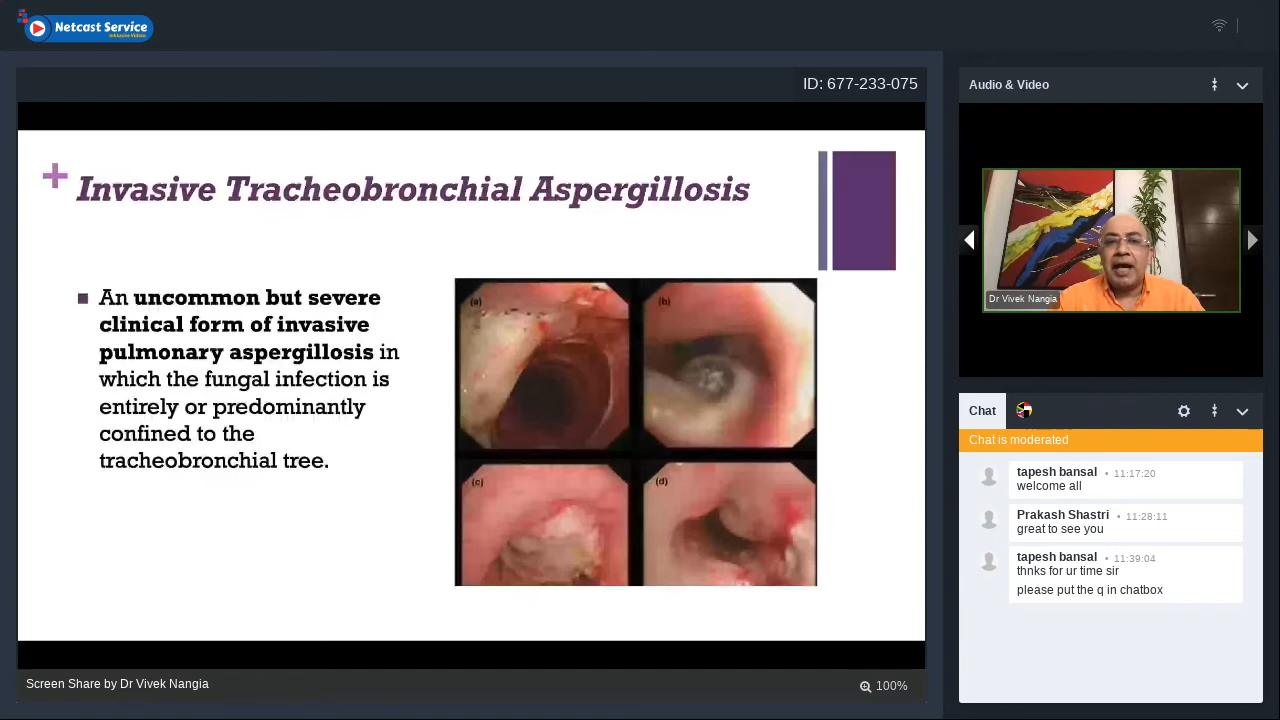 Netcast Service
ID: 677-233-075
+ Invasive Tracheobronchial Aspergillosis
An uncommon but severe
clinical form of invasive
pulmonary aspergillosis in
which the fungal infection is
entirely or predominantly
confined to the
tracheobronchial tree.
(a)
(b)
(c)
(d)
Screen Share by Dr Vivek Nangia
100%
Audio & Video
Dr Vivek Nangia
Chat
Chat is moderated
tapesh bansal • 11:17:20
welcome all
Prakash Shastri • 11:28:11
great to see you
tapesh bansal • 11:39:04
thnks for ur time sir
please put the q in chatbox